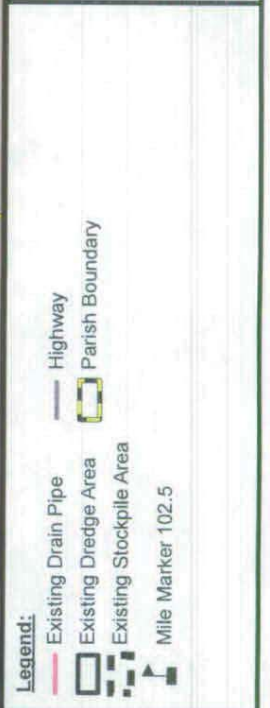 Legend:
Existing Drain Pipe
Existing Dredge Area
Existing Stockpile Area
Mile Marker 102.5
Highway
Parish Boundary